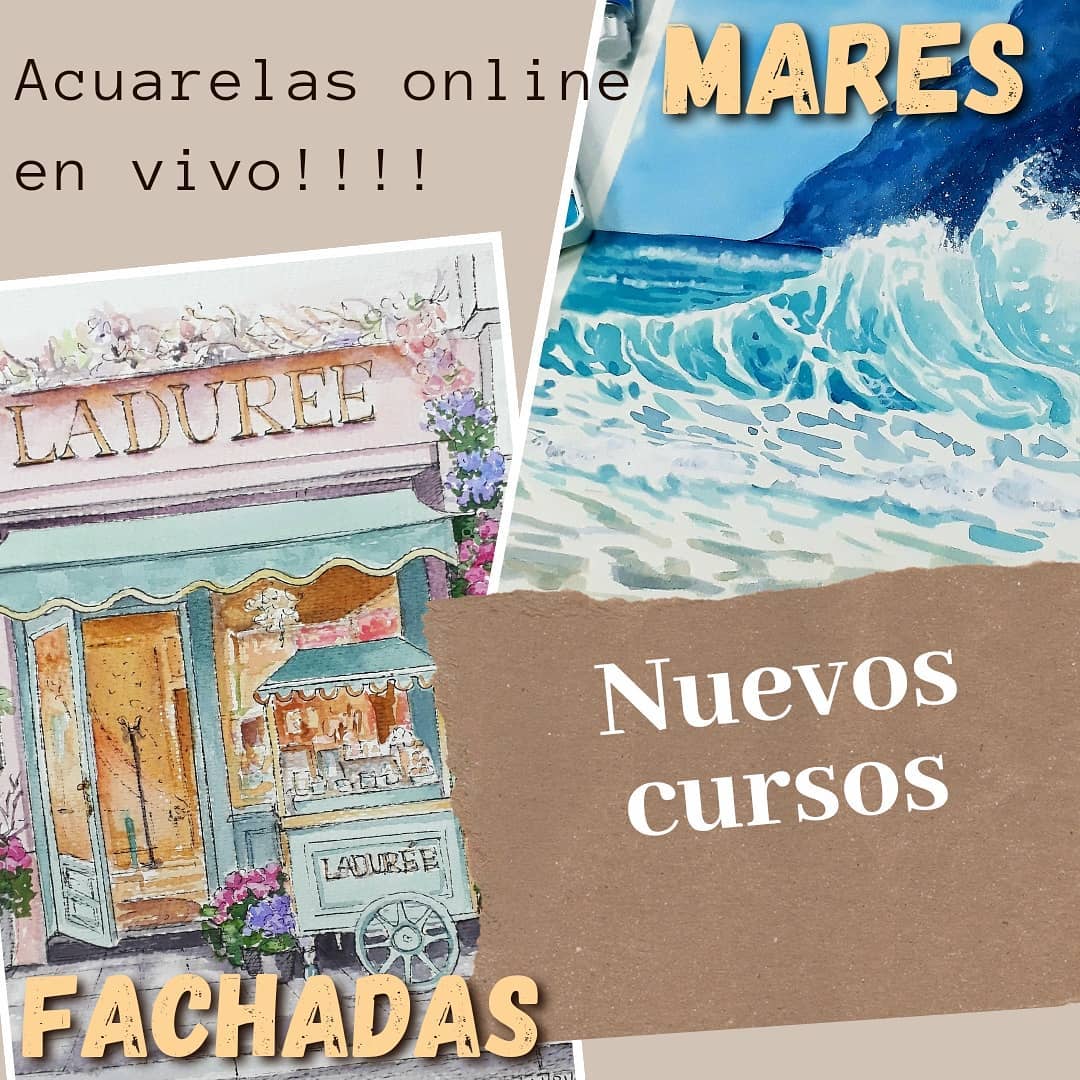 Acuarelas online
en vivo!!!!
MARES
LADUREE
Nuevos
cursos
LADURÉE
FACHADAS